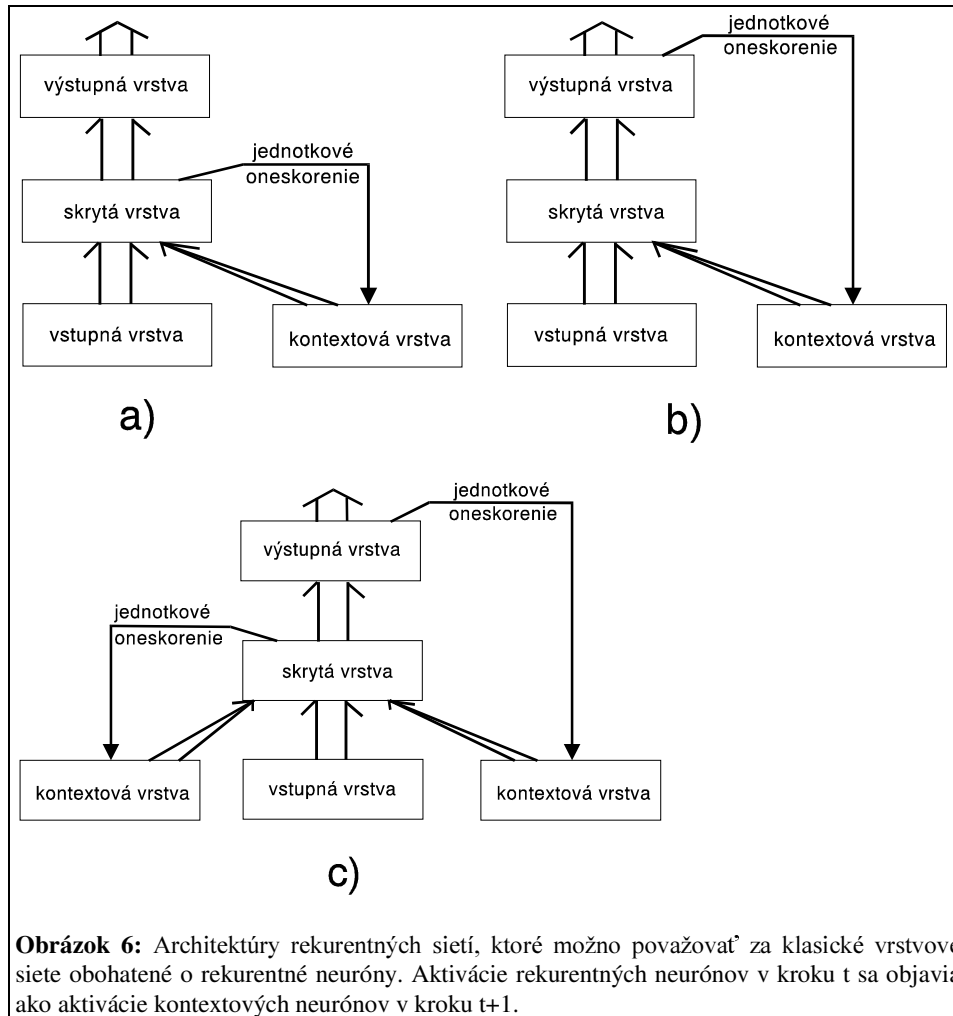 jednotkové
oneskorenie
výstupná vrstva
jednotkové
oneskorenie
skrytá vrstva
vstupná vrstva
kontextová vrstva
a)
jednotkové
oneskorenie
výstupná vrstva
skrytá vrstva
vstupná vrstva
kontextová vrstva
b)
jednotkové
oneskorenie
výstupná vrstva
jednotkové
oneskorenie
skrytá vrstva
kontextová vrstva
vstupná vrstva
kontextová vrstva
c)
Obrázok 6: Architektúry rekurentných sietí, ktoré možno považovať za klasické vrstvové
siete obohatené o rekurentné neuróny. Aktivácie rekurentných neurónov v kroku t sa objavia
ako aktivácie kontextových neurónov v kroku t+1.